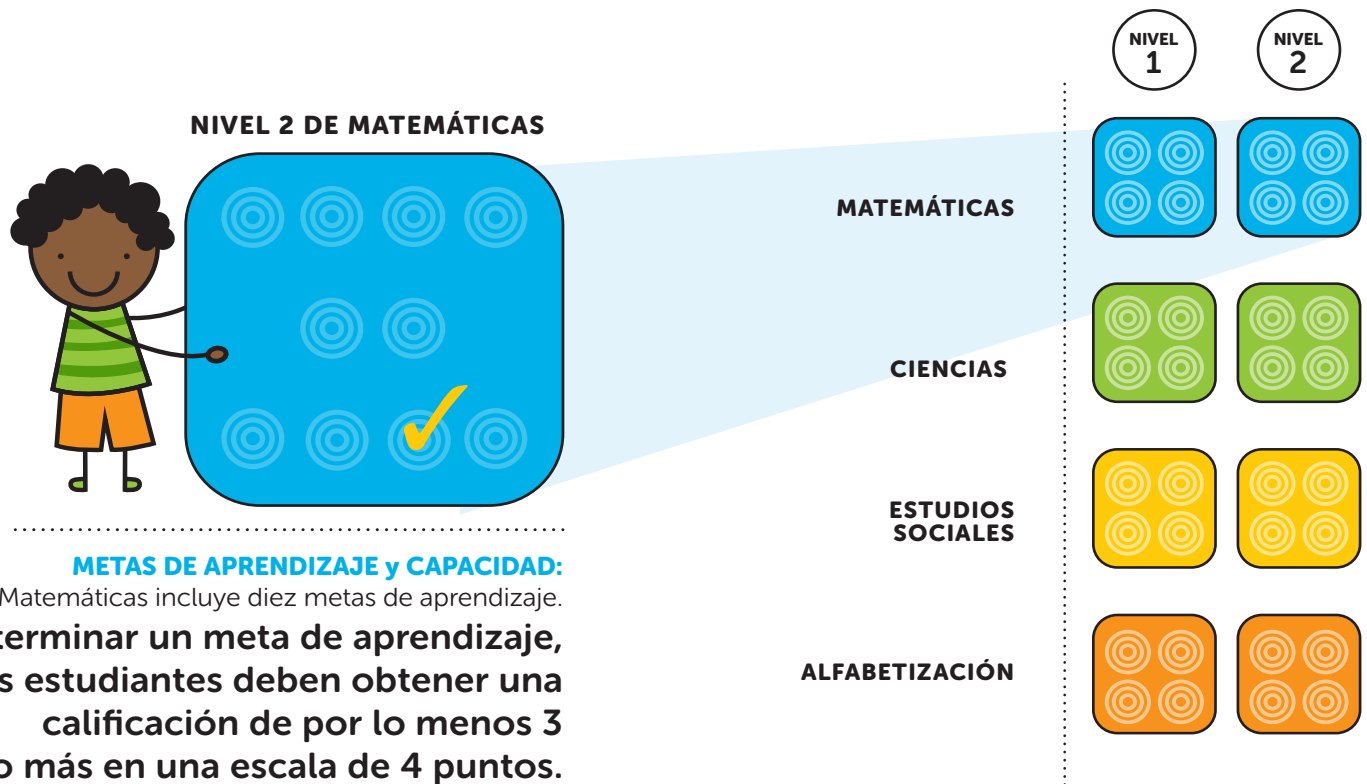 NIVEL 2 DE MATEMÁTICAS
METAS DE APRENDIZAJE y CAPACIDAD:
Matemáticas incluye diez metas de aprendizaje.
un meta de aprendizaje,
estudiantes deben obtener una
calificación de por lo menos 3
o más en una escala de 4 puntos.
NIVEL
1
NIVEL
2
MATEMÁTICAS
CIENCIAS
ESTUDIOS
SOCIALES
ALFABETIZACIÓN